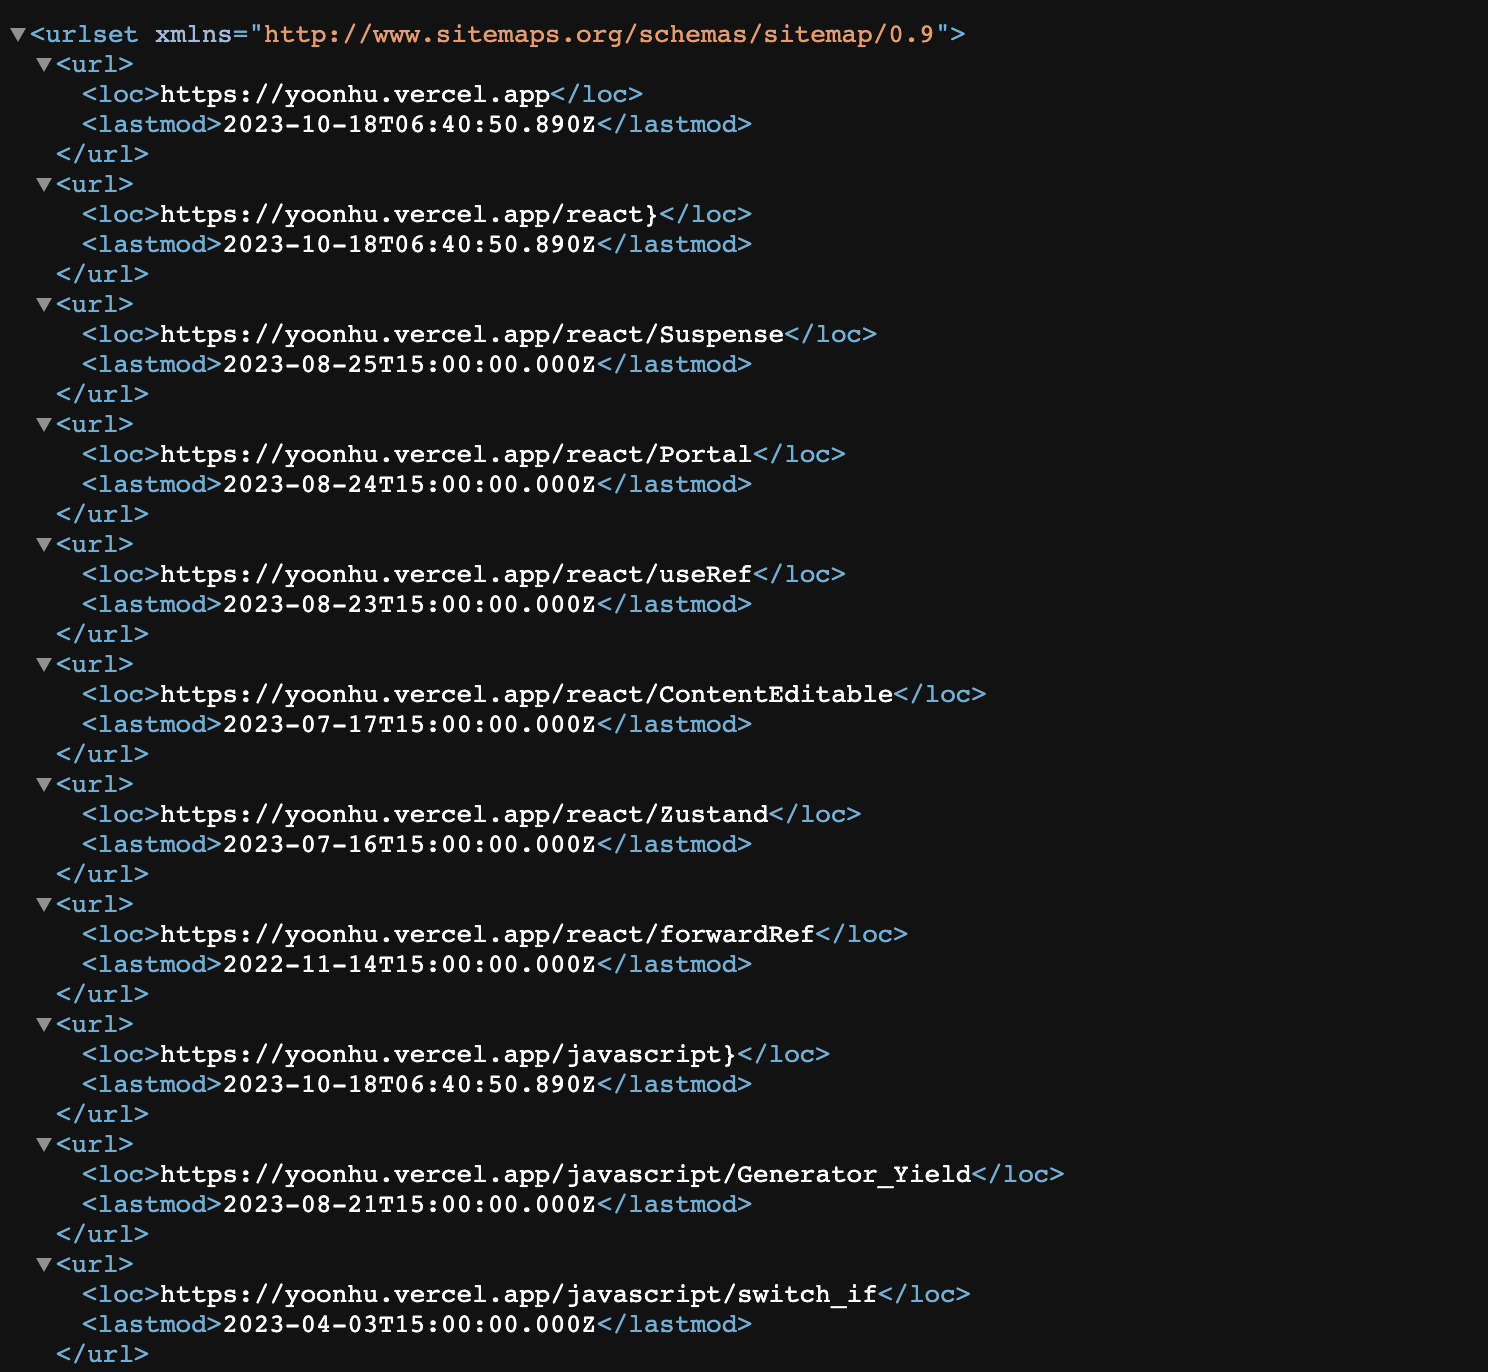 <urlset xmlns="http://www.sitemaps.org/schemas/sitemap/0.9">
<url>
<loc>https://yoonhu.vercel.app</loc>
<lastmod>2023-10-18T06:40:50.890Z</lastmod>
</url>
<url>
<loc>https://yoonhu.vercel.app/react}</loc>
<lastmod>2023-10-18T06:40:50.890Z</lastmod>
</url>
<url>
<loc>https://yoonhu.vercel.app/react/Suspense</loc>
<lastmod>2023-08-25T15:00:00.000Z</lastmod>
</url>
<url>
<loc>https://yoonhu.vercel.app/react/Portal</loc>
<lastmod>2023-08-24T15:00:00.000Z</lastmod>
</url>
<url>
<loc>https://yoonhu.vercel.app/react/useRef</loc>
<lastmod>2023-08-23T15:00:00.000Z</lastmod>
</url>
<url>
<loc>https://yoonhu.vercel.app/react/ContentEditable</loc>
<lastmod>2023-07-17T15:00:00.000Z</lastmod>
</url>
<url>
<loc>https://yoonhu.vercel.app/react/Zustand</loc>
<lastmod>2023-07-16T15:00:00.000Z</lastmod>
</url>
<url>
<loc>https://yoonhu.vercel.app/react/forwardRef</loc>
<lastmod>2022-11-14T15:00:00.000Z</lastmod>
</url>
<url>
<loc>https://yoonhu.vercel.app/javascript}</loc>
<lastmod>2023-10-18T06:40:50.890Z</lastmod>
</url>
<url>
<loc>https://yoonhu.vercel.app/javascript/Generator_Yield</loc>
<lastmod>2023-08-21T15:00:00.000Z</lastmod>
</url>
<url>
<loc>https://yoonhu.vercel.app/javascript/switch_if</loc>
<lastmod>2023-04-03T15:00:00.000Z</lastmod>
</url>